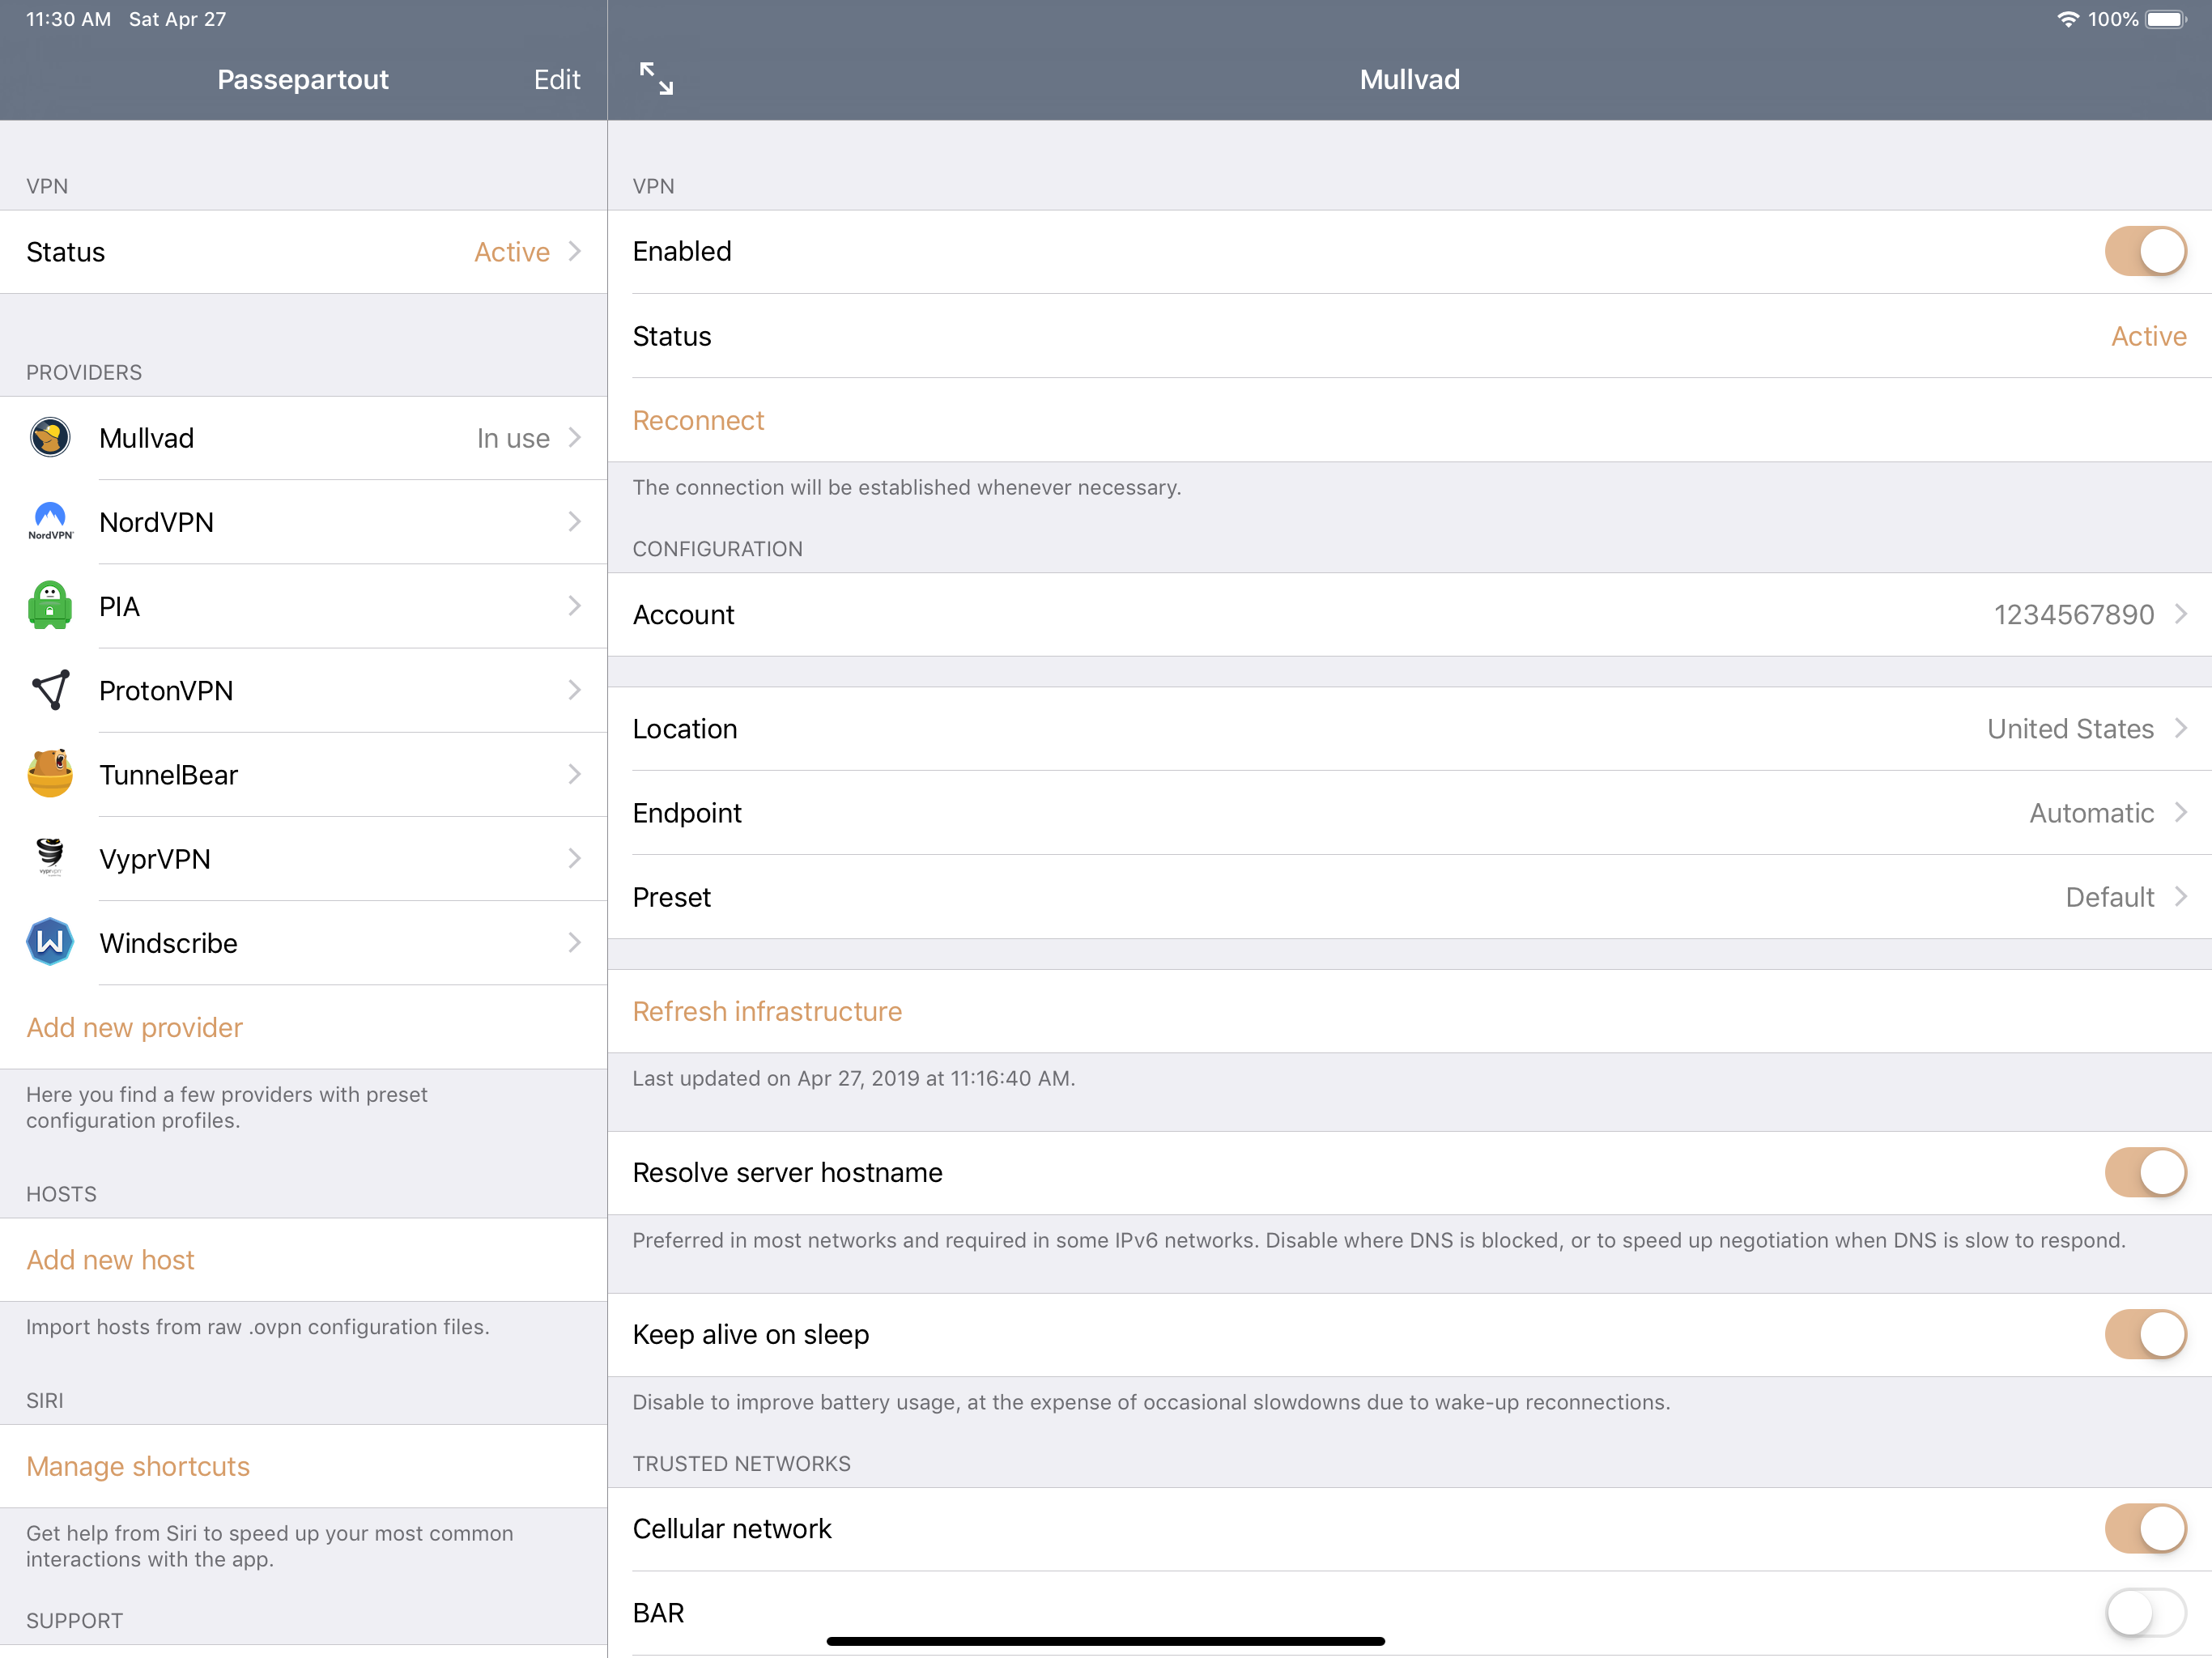 11:30 AM Sat Apr 27
100%
Passepartout
Edit
VPN
Status
Active
PROVIDERS
Mullvad
In use
NordVPN
NordVPN
PIA
ProtonVPN
TunnelBear
VyprVPN
Windscribe
Add new provider
Here you find a few providers with preset
configuration profiles.
HOSTS
Add new host
Import hosts from raw .ovpn configuration files.
SIRI
Manage shortcuts
Get help from Siri to speed up your most common
interactions with the app.
SUPPORT
Mullvad
VPN
Enabled
Status
Active
Reconnect
The connection will be established whenever necessary.
CONFIGURATION
Account
1234567890
Location
United States
Endpoint
Automatic
Preset
Default
Refresh infrastructure
Last updated on Apr 27, 2019 at 11:16:40 AM.
Resolve server hostname
Preferred in most networks and required in some IPv6 networks. Disable where DNS is blocked, or to speed up negotiation when DNS is slow to respond.
Keep alive on sleep
Disable to improve battery usage, at the expense of occasional slowdowns due to wake-up reconnections.
TRUSTED NETWORKS
Cellular network
BAR